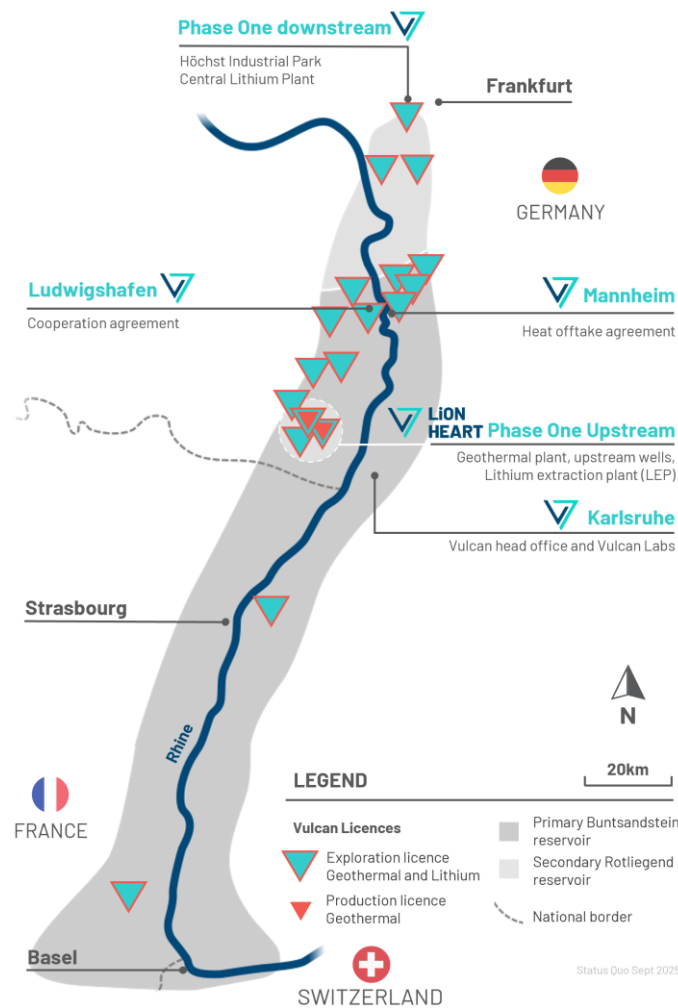 Phase One downstream
Höchst Industrial Park
Central Lithium Plant
Frankfurt
GERMANY
Ludwigshafen
Cooperation agreement
Mannheim
Heat offtake agreement
LiON
HEART
Phase One Upstream
Geothermal plant, upstream wells,
Lithium extraction plant (LEP)
Karlsruhe
Vulcan head office and Vulcan Labs
Strasbourg
N
Rhine
20km
LEGEND
FRANCE
Vulcan Licences
Exploration licence
Geothermal and Lithium
Production licence
Geothermal
Primary Buntsandstein
reservoir
Secondary Rotliegend
reservoir
National border
Basel
Status Quo Sept 2025
SWITZERLAND